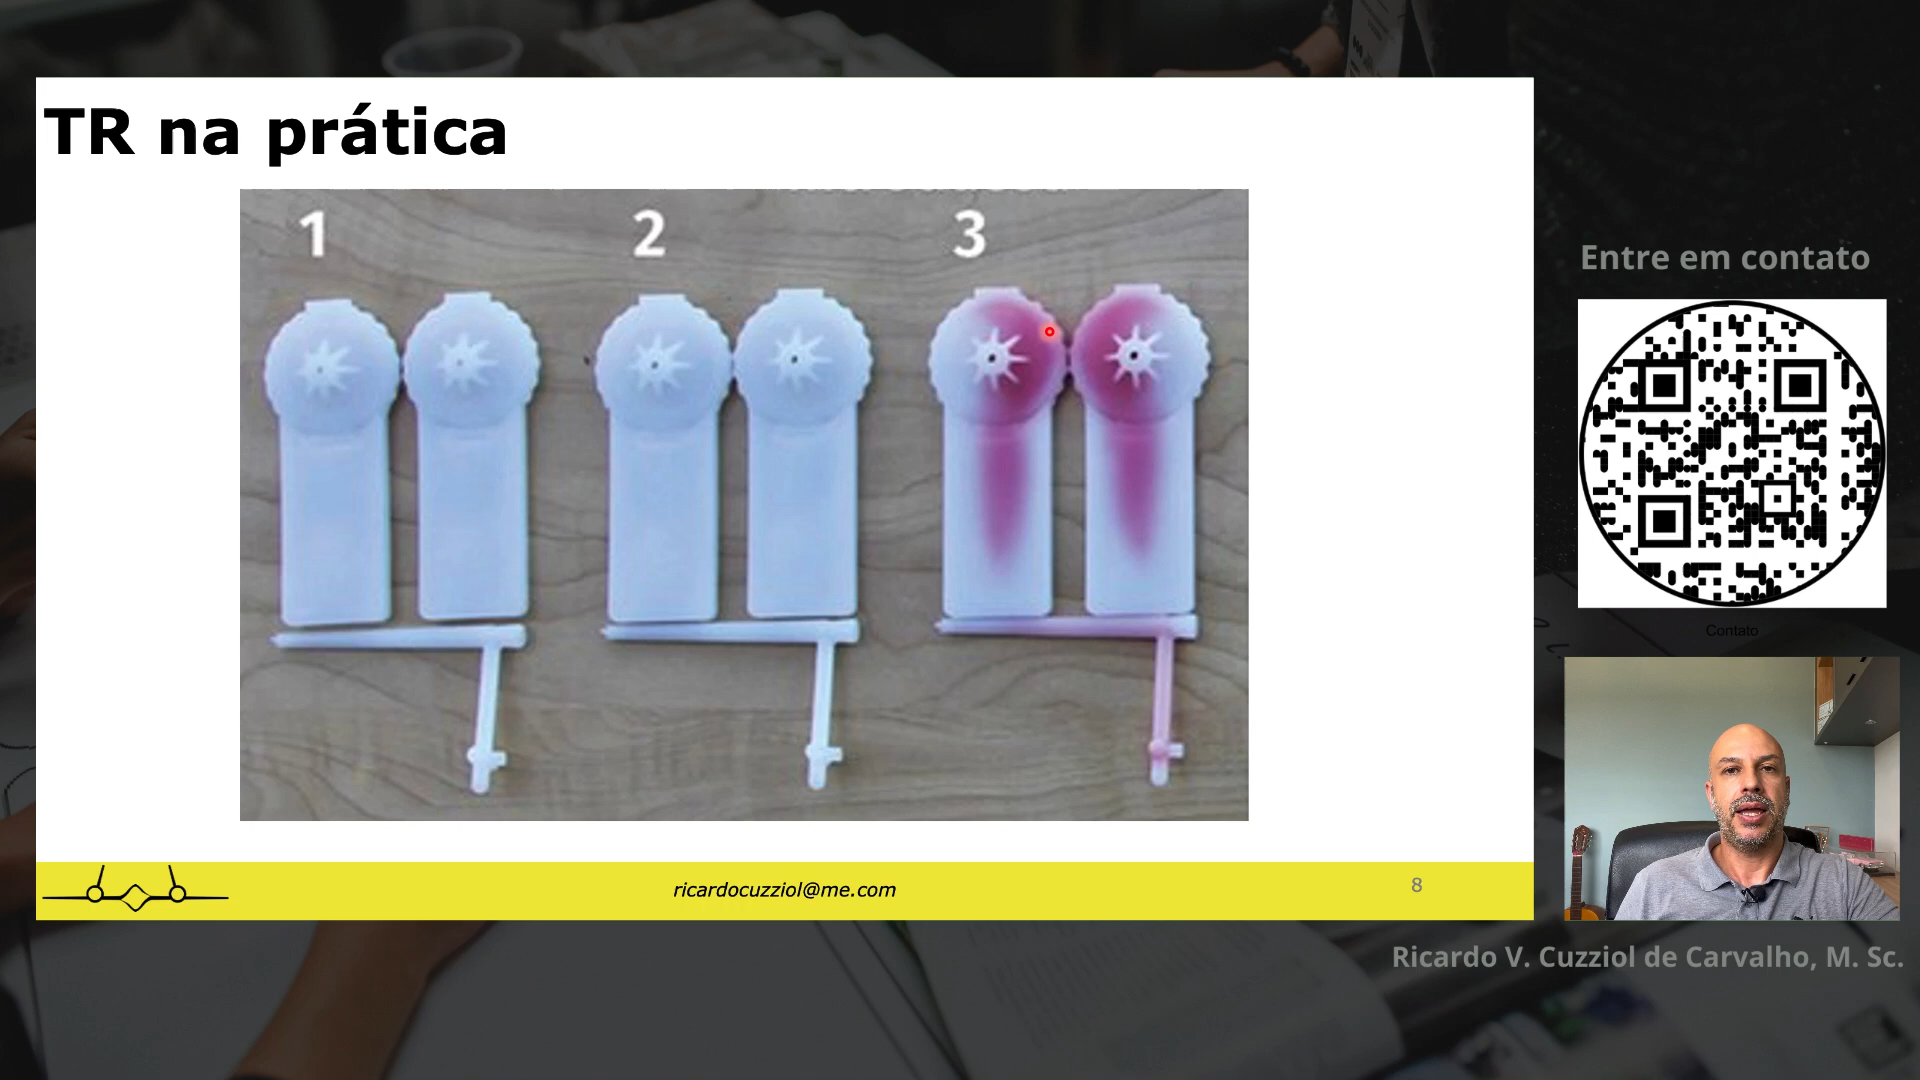 TR na prática
1 2 3
ricardocuzziol@me.com
8
Entre em contato
Contato
Ricardo V. Cuzziol de Carvalho, M. Sc.